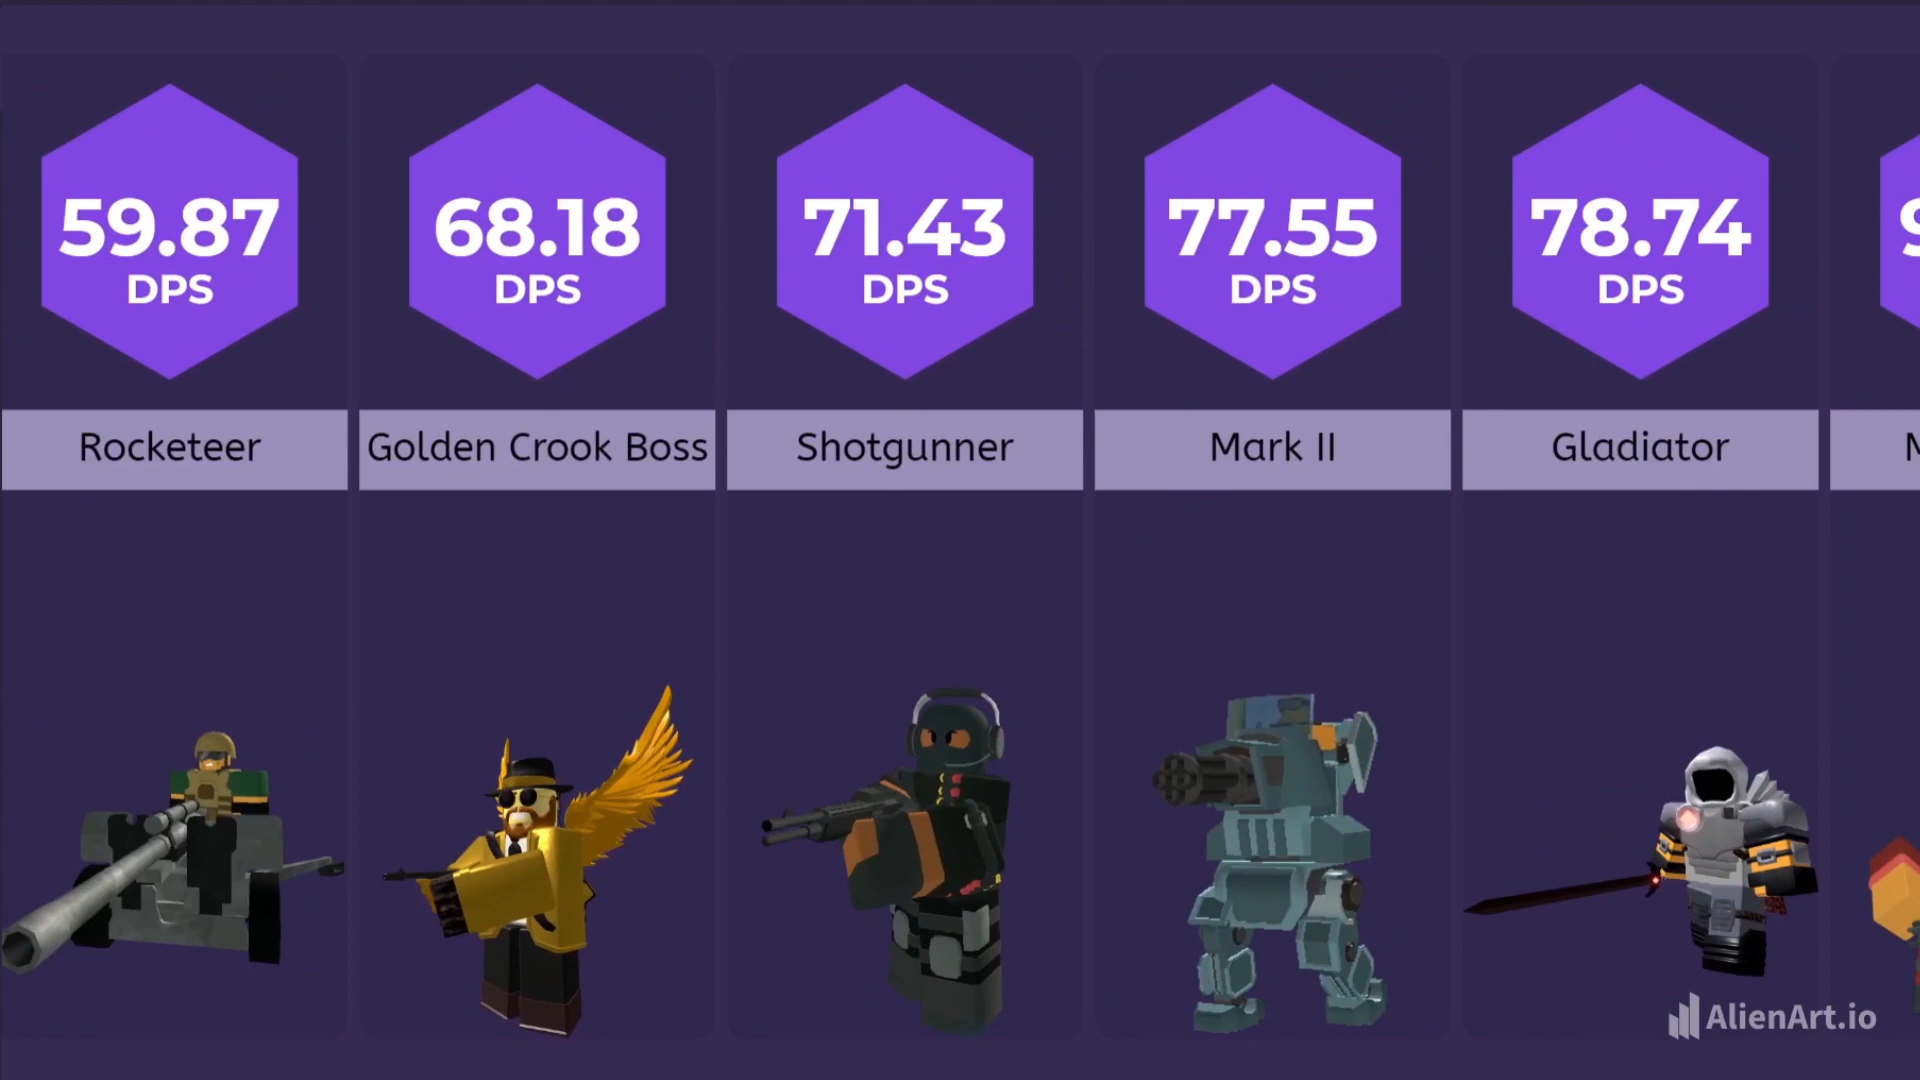 59.87
DPS
Rocketeer
68.18
DPS
Golden Crook Boss
71.43
DPS
Shotgunner
77.55
DPS
Mark II
78.74
DPS
Gladiator
AlienArt.io